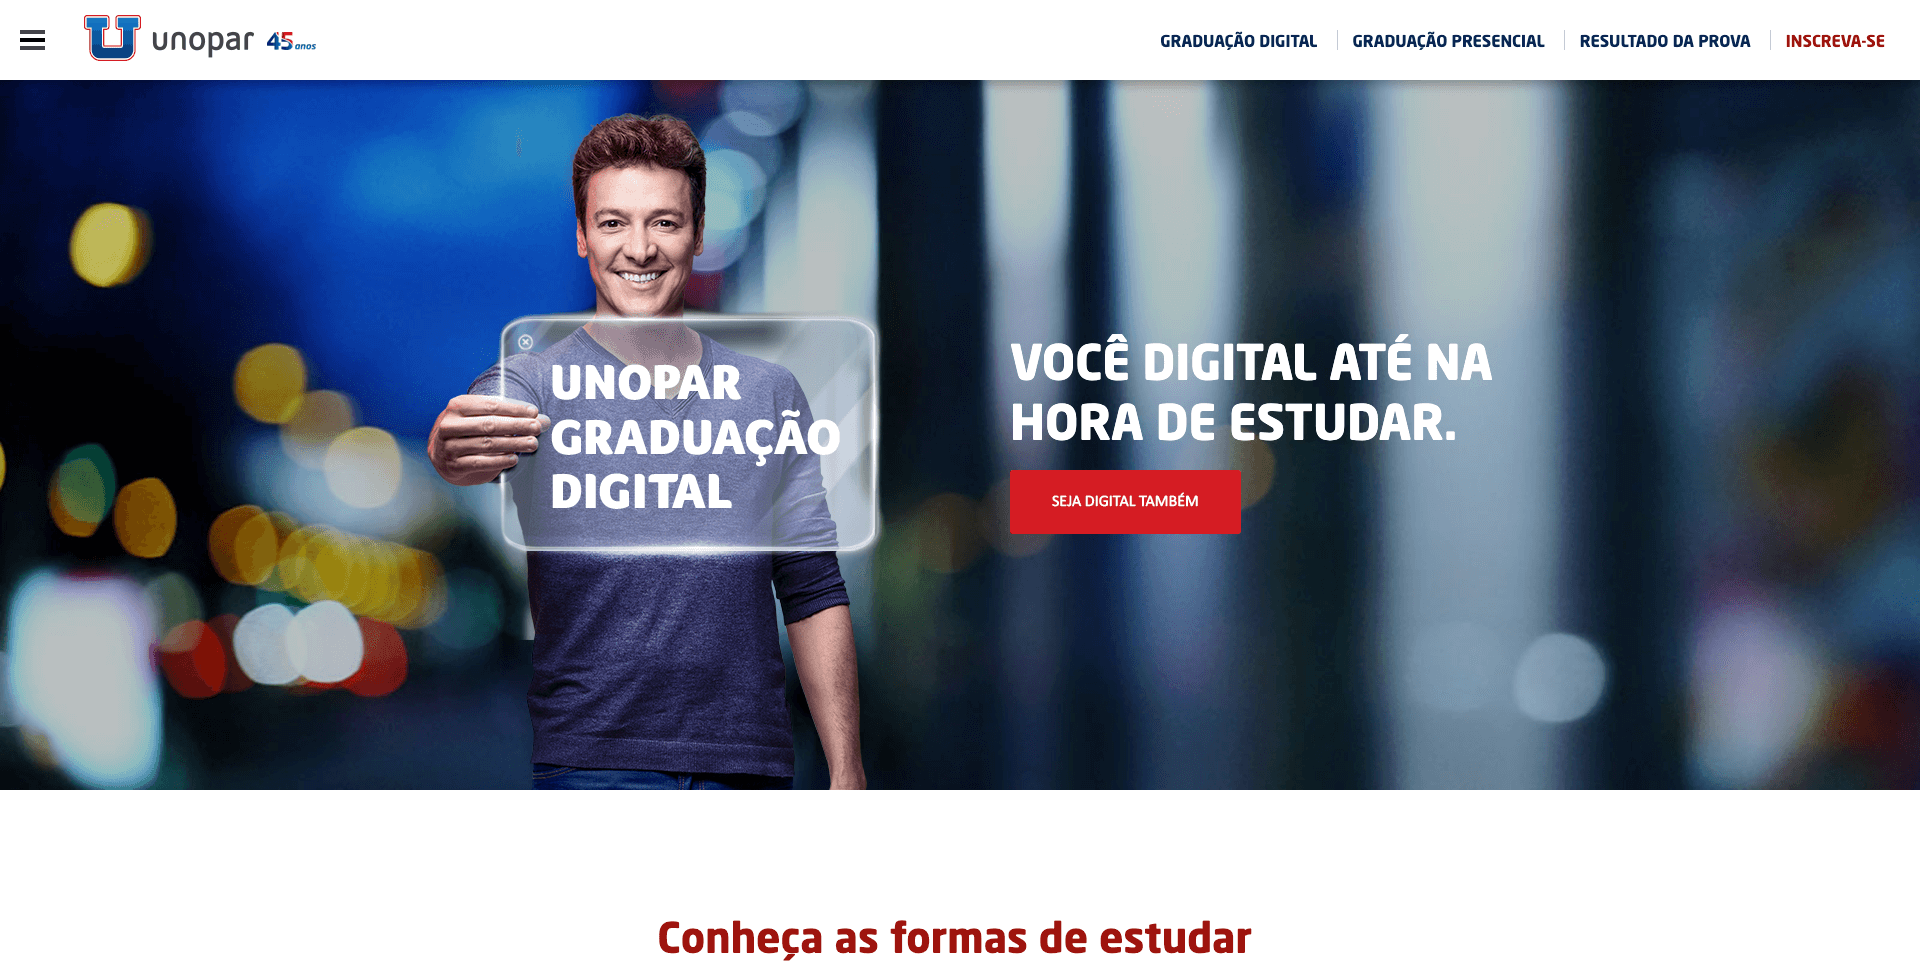 unopar 45 anos
GRADUAÇÃO DIGITAL
GRADUAÇÃO PRESENCIAL
RESULTADO DA PROVA
INSCREVA-SE
UNOPAR
GRADUAÇÃO
DIGITAL
VOCÊ DIGITAL ATÉ NA
HORA DE ESTUDAR.
SEJA DIGITAL TAMBÉM
Conheça as formas de estudar